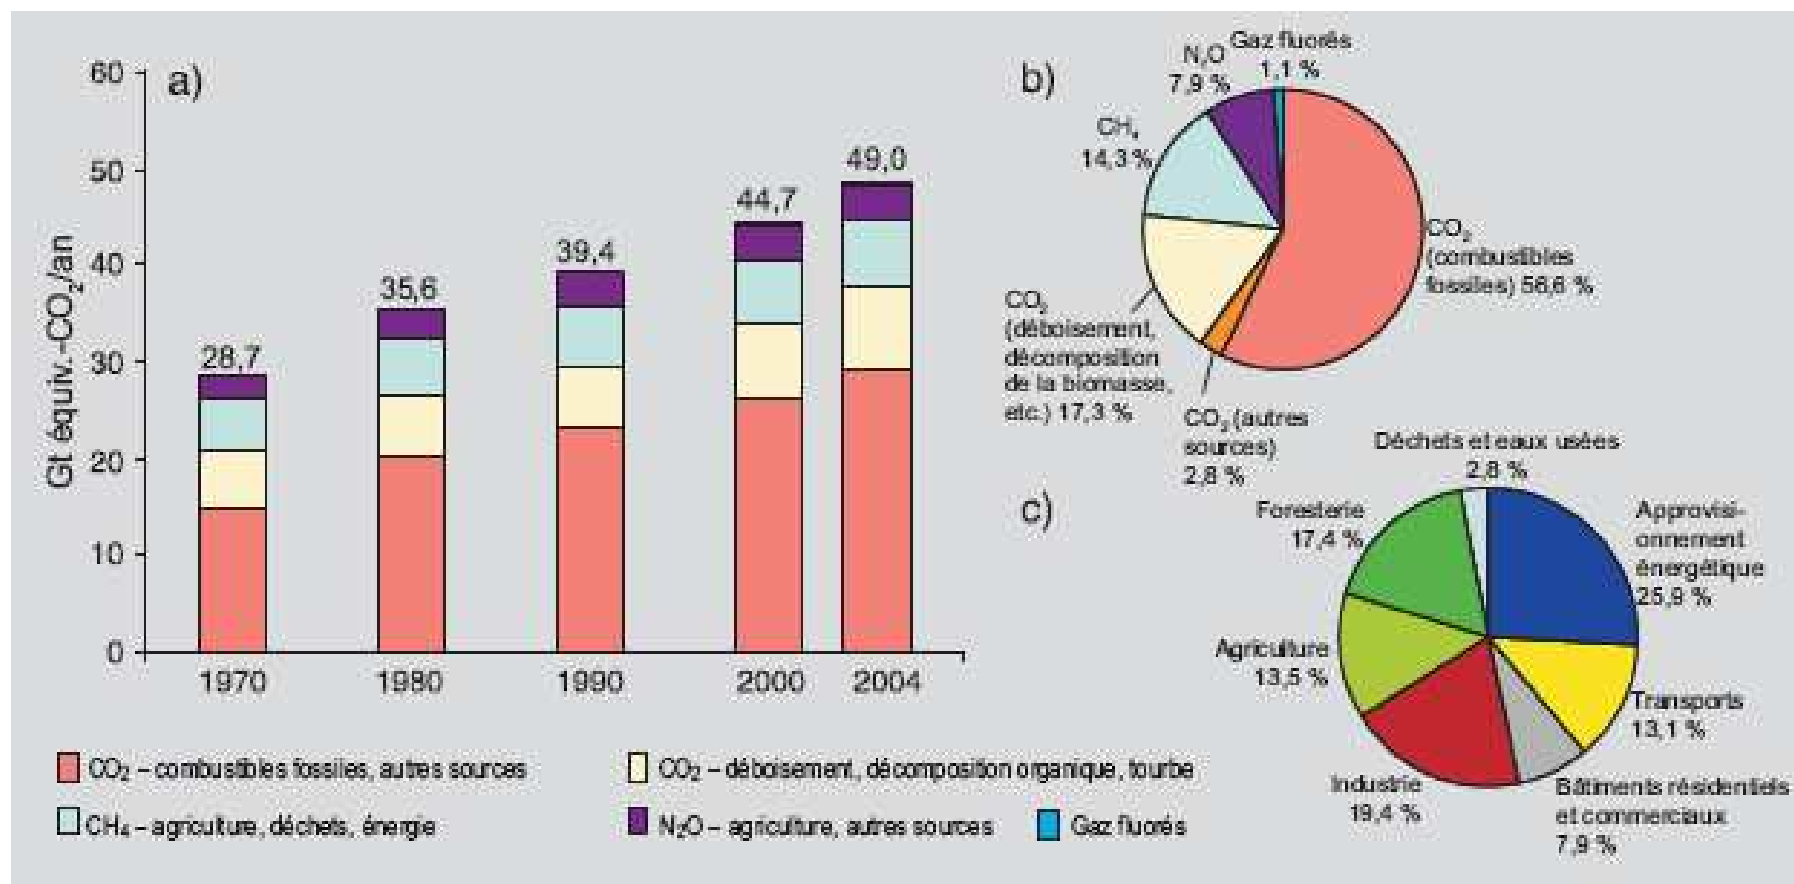 a)
Gt équiv.-CO₂/an
60
50
40
30
20
10
0
28,7
35,6
39,4
44,7
49,0
1970
1980
1990
2000
2004
b)
Gaz fluorés
1,1 %
N₂O
7,9 %
CH₄
14,3 %
CO₂
(combustibles
fossiles) 56,6 %
CO₂
(déboisement,
décomposition
de la biomasse,
etc.) 17,3 %
CO₂ (autres
sources)
2,8 %
c)
Déchets et eaux usées
2,8 %
Foresterie
17,4 %
Approvisi-
onnement
énergétique
25,9 %
Agriculture
13,5 %
Transports
13,1 %
Industrie
19,4 %
Bâtiments résidentiels
et commerciaux
7,9 %
CO₂ – combustibles fossiles, autres sources
CO₂ – déboisement, décomposition organique, tourbe
CH₄ – agriculture, déchets, énergie
N₂O – agriculture, autres sources
Gaz fluorés